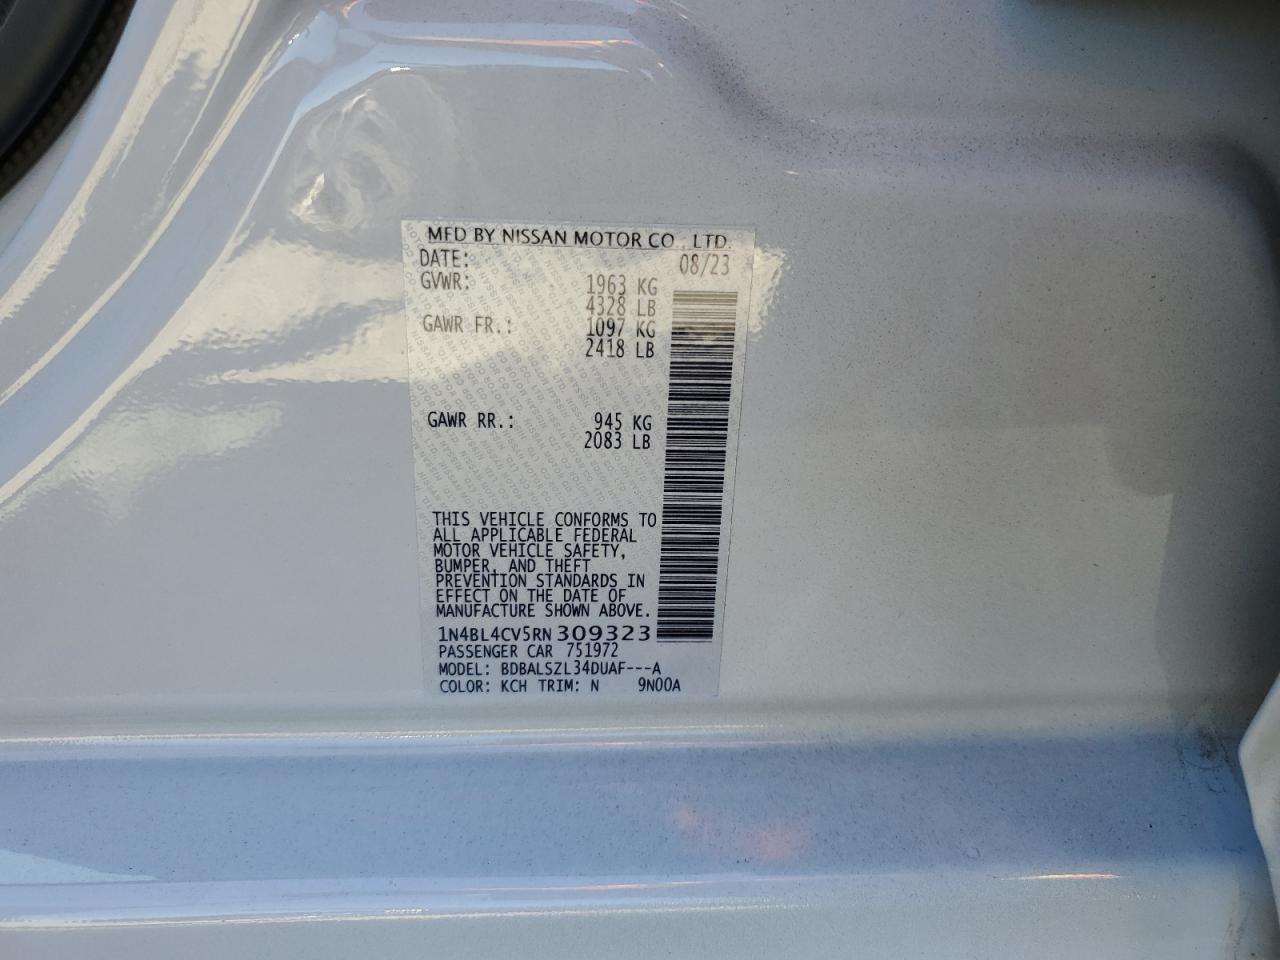 MFD BY NISSAN MOTOR CO., LTD.
DATE: 08/23
GVWR: 1963 KG
4328 LB
GAWR FR.: 1097 KG
2418 LB
GAWR RR.: 945 KG
2083 LB
THIS VEHICLE CONFORMS TO
ALL APPLICABLE FEDERAL
MOTOR VEHICLE SAFETY,
BUMPER, AND THEFT
PREVENTION STANDARDS IN
EFFECT ON THE DATE OF
MANUFACTURE SHOWN ABOVE.
1N4BL4CV5RN309323
PASSENGER CAR 751972
MODEL: BDBALSZL34DUAF---A
COLOR: KCH TRIM: N 9N00A